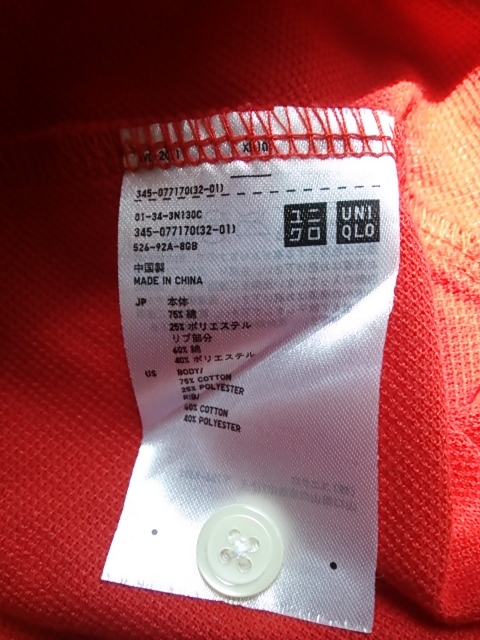 345-077170(32-01)
01-34-3N130C
345-077170(32-01)
526-92A-8GB
ユニ
クロ
UNI
QLO
中国製
MADE IN CHINA
JP 本体
75% 綿
25% ポリエステル
リブ部分
60% 綿
40% ポリエステル
US BODY/
75% COTTON
25% POLYESTER
RIB/
60% COTTON
40% POLYESTER